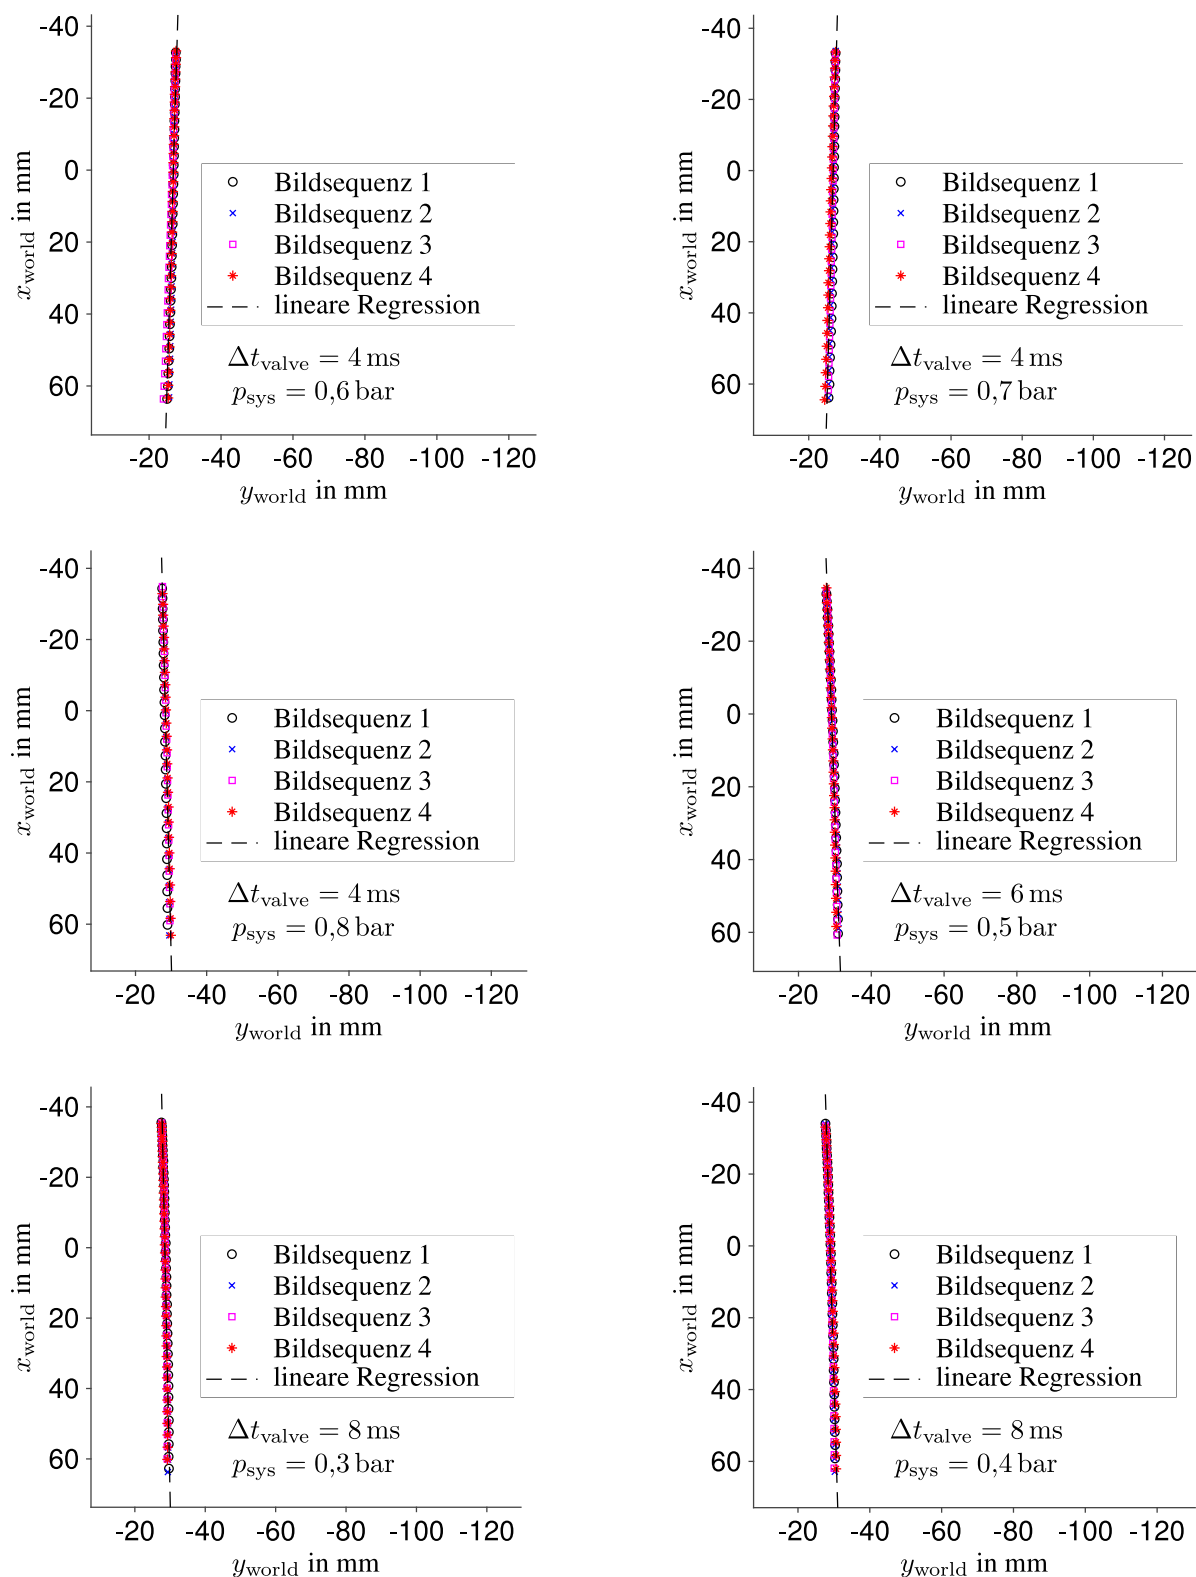 -40
-20
0
20
40
60
x_world in mm
Bildsequenz 1
Bildsequenz 2
Bildsequenz 3
Bildsequenz 4
lineare Regression
Δt_valve = 4 ms
p_sys = 0,6 bar
-20 -40 -60 -80 -100 -120
y_world in mm
-40
-20
0
20
40
60
x_world in mm
Bildsequenz 1
Bildsequenz 2
Bildsequenz 3
Bildsequenz 4
lineare Regression
Δt_valve = 4 ms
p_sys = 0,7 bar
-20 -40 -60 -80 -100 -120
y_world in mm
-40
-20
0
20
40
60
x_world in mm
Bildsequenz 1
Bildsequenz 2
Bildsequenz 3
Bildsequenz 4
lineare Regression
Δt_valve = 4 ms
p_sys = 0,8 bar
-20 -40 -60 -80 -100 -120
y_world in mm
-40
-20
0
20
40
60
x_world in mm
Bildsequenz 1
Bildsequenz 2
Bildsequenz 3
Bildsequenz 4
lineare Regression
Δt_valve = 6 ms
p_sys = 0,5 bar
-20 -40 -60 -80 -100 -120
y_world in mm
-40
-20
0
20
40
60
x_world in mm
Bildsequenz 1
Bildsequenz 2
Bildsequenz 3
Bildsequenz 4
lineare Regression
Δt_valve = 8 ms
p_sys = 0,3 bar
-20 -40 -60 -80 -100 -120
y_world in mm
-40
-20
0
20
40
60
x_world in mm
Bildsequenz 1
Bildsequenz 2
Bildsequenz 3
Bildsequenz 4
lineare Regression
Δt_valve = 8 ms
p_sys = 0,4 bar
-20 -40 -60 -80 -100 -120
y_world in mm